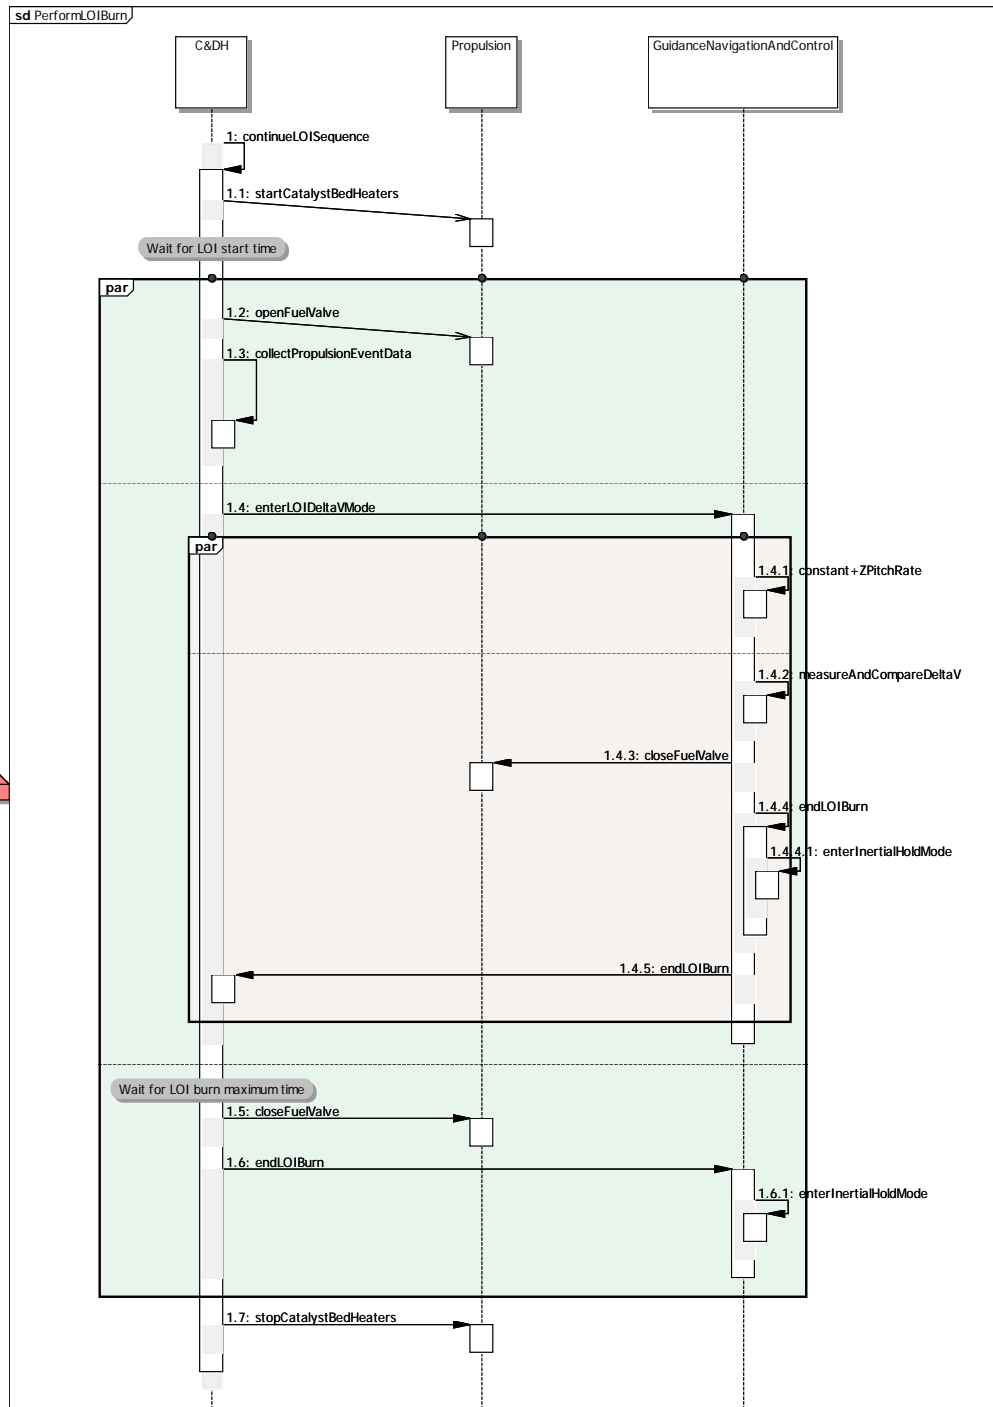 sd PerformLOIBurn
C&DH
Propulsion
GuidanceNavigationAndControl
1: continueLOISequence
1.1: startCatalystBedHeaters
Wait for LOI start time
par
1.2: openFuelValve
1.3: collectPropulsionEventData
1.4: enterLOIDeltaVMode
par
1.4.1: constant+ZPitchRate
1.4.2: measureAndCompareDeltaV
1.4.3: closeFuelValve
1.4.4: endLOIBurn
1.4.4.1: enterInertialHoldMode
1.4.5: endLOIBurn
Wait for LOI burn maximum time
1.5: closeFuelValve
1.6: endLOIBurn
1.6.1: enterInertialHoldMode
1.7: stopCatalystBedHeaters